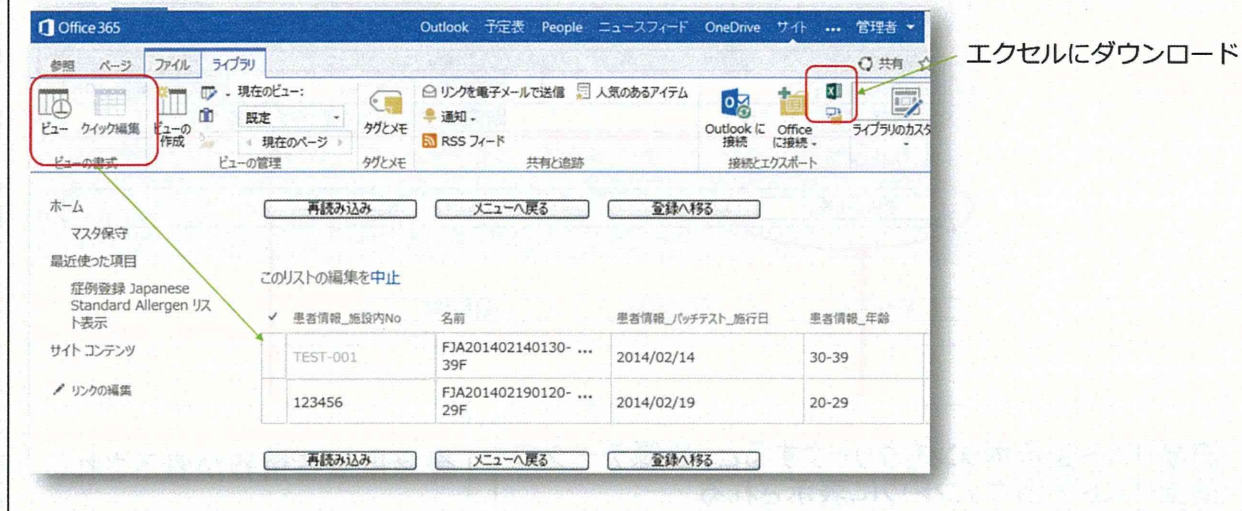 Office 365
Outlook 予定表 People ニュースフィード OneDrive サイト ••• 管理者
エクセルにダウンロード
参照 ページ ファイル ライブラリ
共有
現在のビュー:
リンクを電子メールで送信 人気のあるアイテム
既定
通知
ビュー クイック編集 ビューの作成
現在のページ
タグとメモ
RSS フィード
Outlook に接続
Office に接続
ライブラリのカスタ
ビューの書式 ビューの管理 タグとメモ 共有と追跡 接続とエクスポート
ホーム
再読み込み メニューへ戻る 登録へ移る
マスタ保守
最近使った項目
症例登録 Japanese
Standard Allergen リス
ト表示
サイト コンテンツ
リンクの編集
このリストの編集を中止
✓ 患者情報_施設内No 名前 患者情報_パッチテスト_施行日 患者情報_年齢
TEST-001 FJA201402140130-39F ... 2014/02/14 30-39
123456 FJA201402190120-29F ... 2014/02/19 20-29
再読み込み メニューへ戻る 登録へ移る